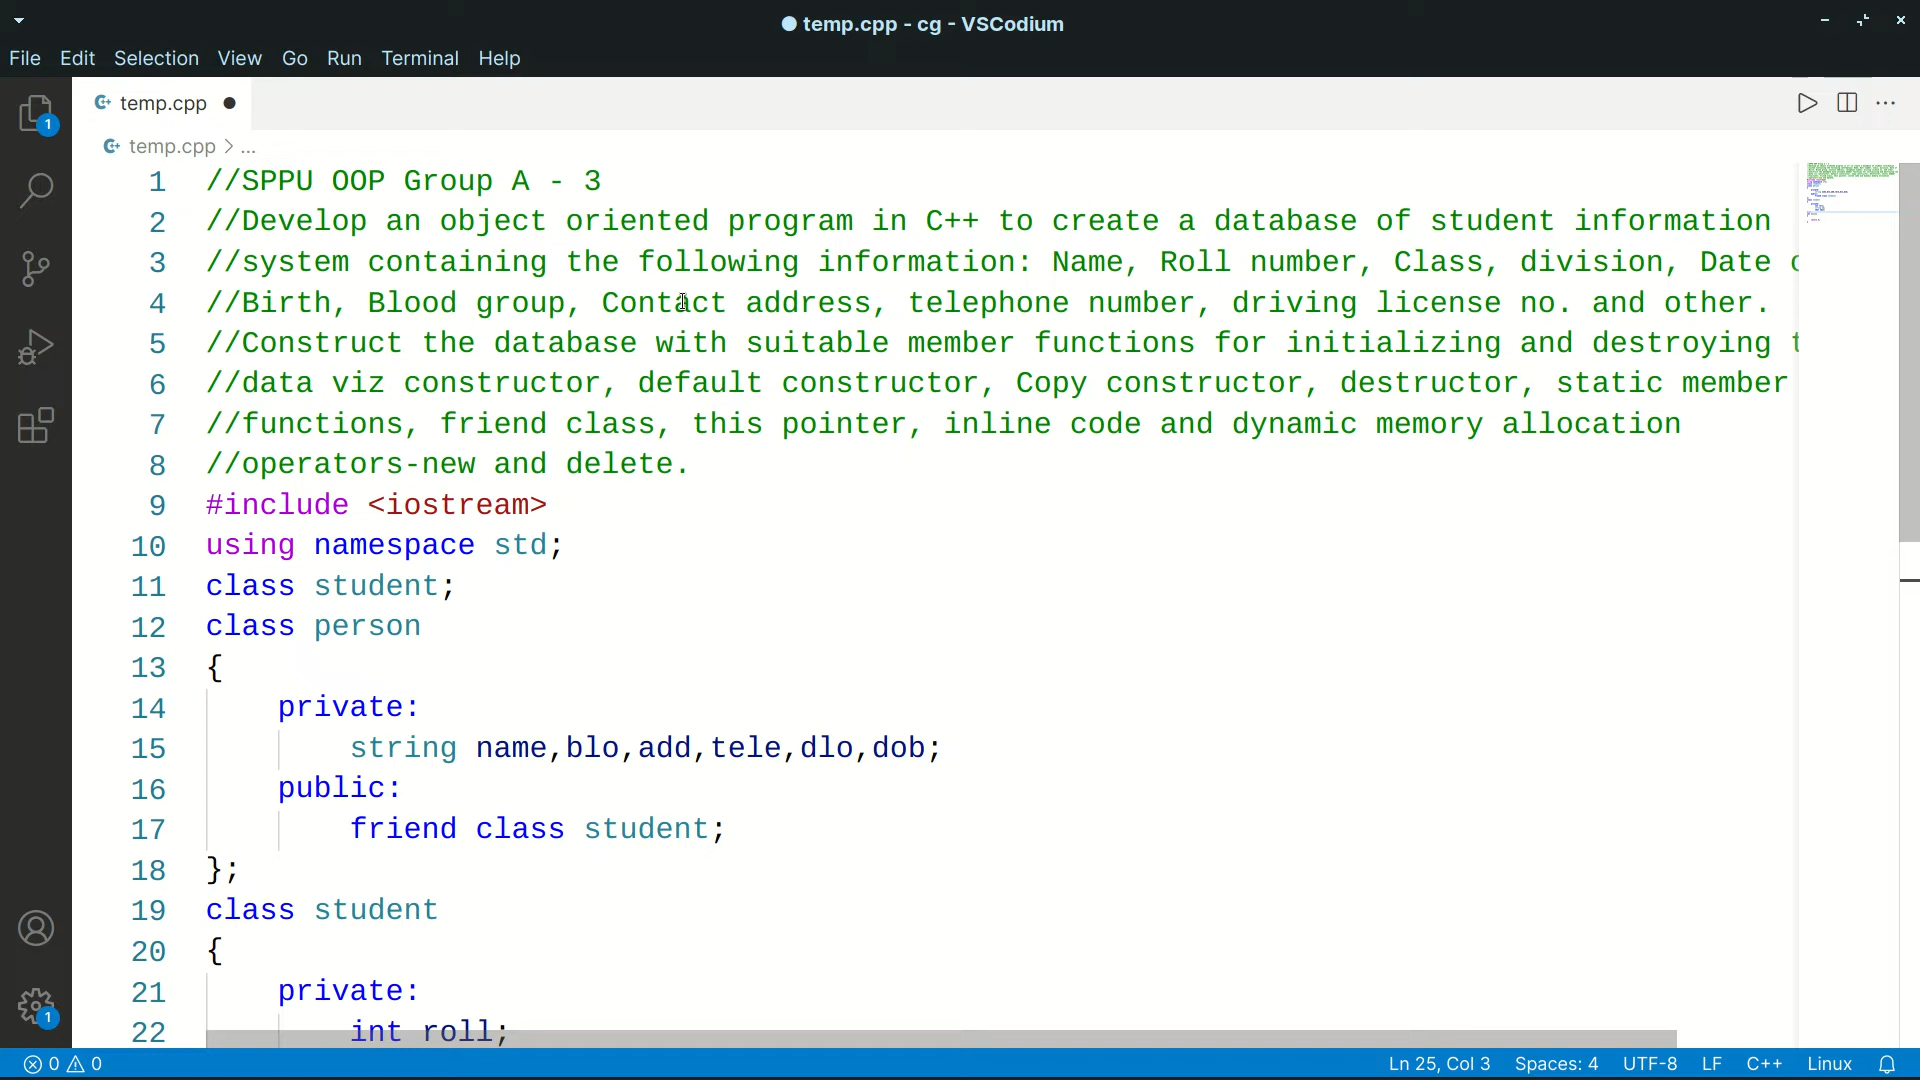 temp.cpp - cg - VSCodium
File Edit Selection View Go Run Terminal Help
temp.cpp
1
temp.cpp > ...
1 //SPPU OOP Group A - 3
2 //Develop an object oriented program in C++ to create a database of student information
3 //system containing the following information: Name, Roll number, Class, division, Date
4 //Birth, Blood group, Contact address, telephone number, driving license no. and other.
5 //Construct the database with suitable member functions for initializing and destroying
6 //data viz constructor, default constructor, Copy constructor, destructor, static member
7 //functions, friend class, this pointer, inline code and dynamic memory allocation
8 //operators-new and delete.
9 #include <iostream>
10 using namespace std;
11 class student;
12 class person
13 {
14 private:
15 string name,blo,add,tele,dlo,dob;
16 public:
17 friend class student;
18 };
19 class student
20 {
21 private:
22 int roll;
1
0 0 Ln 25, Col 3 Spaces: 4 UTF-8 LF C++ Linux